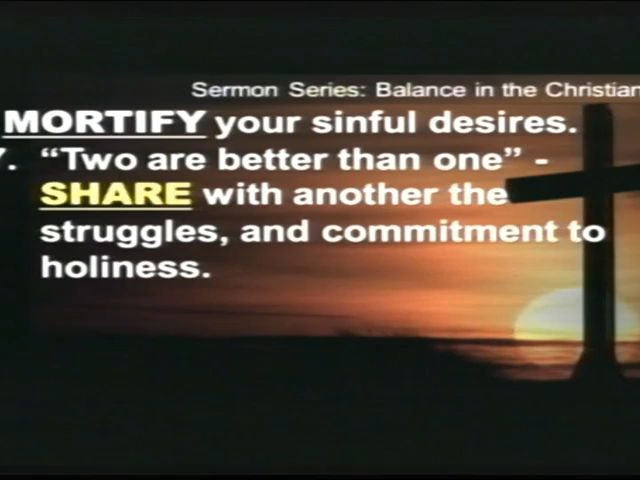 Sermon Series: Balance in the Christian
MORTIFY your sinful desires.
. “Two are better than one” -
SHARE with another the
struggles, and commitment to
holiness.